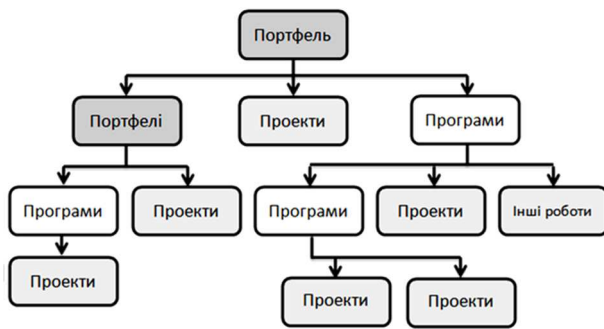 Портфель
Портфелі
Проекти
Програми
Програми
Проекти
Програми
Проекти
Інші роботи
Проекти
Проекти
Проекти